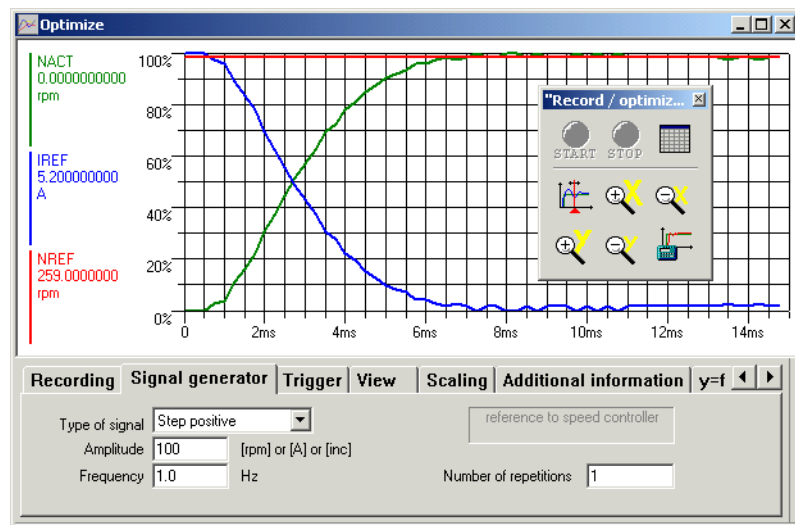 Optimize
NACT
0.0000000000
rpm
IREF
5.200000000
A
NREF
259.0000000
rpm
100%
80%
60%
40%
20%
0%
0 2ms 4ms 6ms 8ms 10ms 12ms 14ms
"Record / optimiz...
START STOP
Recording Signal generator Trigger View Scaling Additional information y=f
Type of signal Step positive
reference to speed controller
Amplitude 100 [rpm] or [A] or [inc]
Frequency 1.0 Hz
Number of repetitions 1